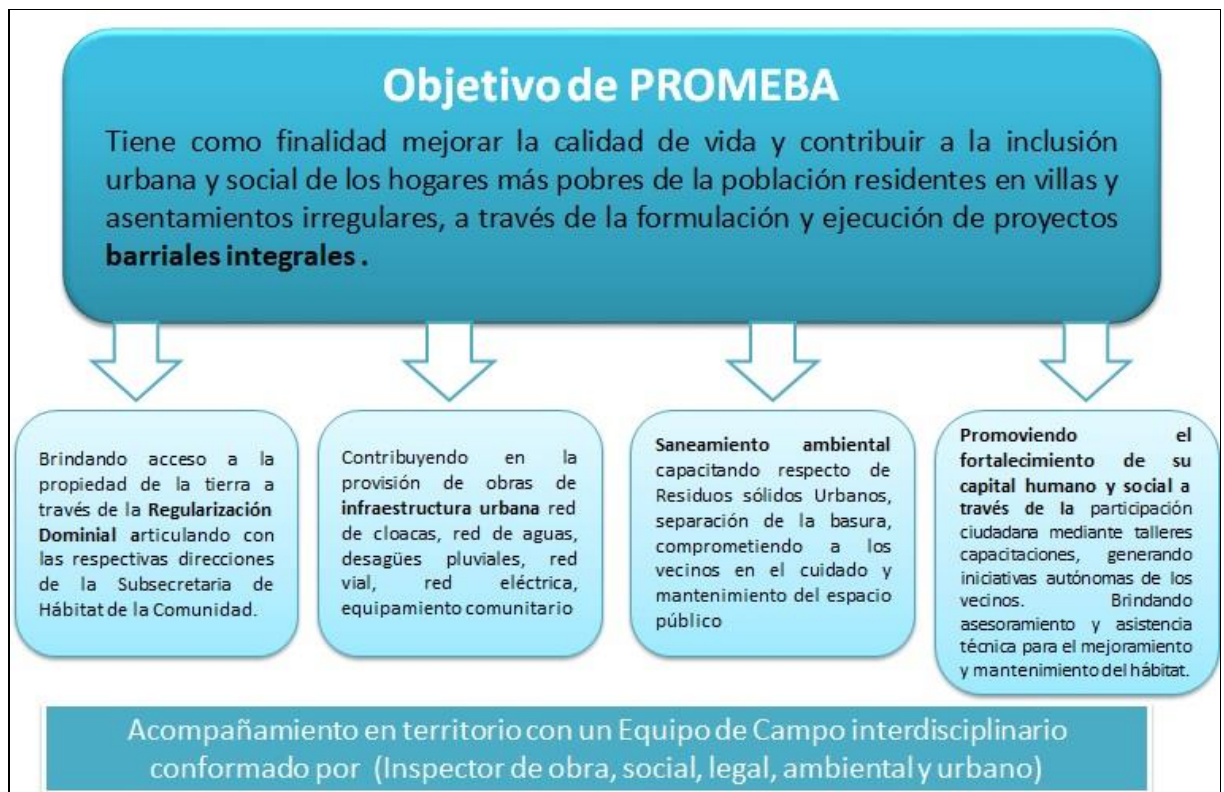 Objetivo de PROMEBA
Tiene como finalidad mejorar la calidad de vida y contribuir a la inclusión
urbana y social de los hogares más pobres de la población residentes en villas y
asentamientos irregulares, a través de la formulación y ejecución de proyectos
barriales integrales .
Brindando acceso a la
propiedad de la tierra a
través de la Regularización
Dominial articulando con
las respectivas direcciones
de la Subsecretaria de
Hábitat de la Comunidad.
Contribuyendo en la
provisión de obras de
infraestructura urbana red
de cloacas, red de aguas,
desagües pluviales, red
vial, red eléctrica,
equipamiento comunitario
Saneamiento ambiental
capacitando respecto de
Residuos sólidos Urbanos,
separación de la basura,
comprometiendo a los
vecinos en el cuidado y
mantenimiento del espacio
público
Promoviendo el
fortalecimiento de su
capital humano y social a
través de la participación
ciudadana mediante talleres
capacitaciones, generando
iniciativas autónomas de los
vecinos. Brindando
asesoramiento y asistencia
técnica para el mejoramiento
y mantenimiento del hábitat.
Acompañamiento en territorio con un Equipo de Campo interdisciplinario
conformado por (Inspector de obra, social, legal, ambiental y urbano)